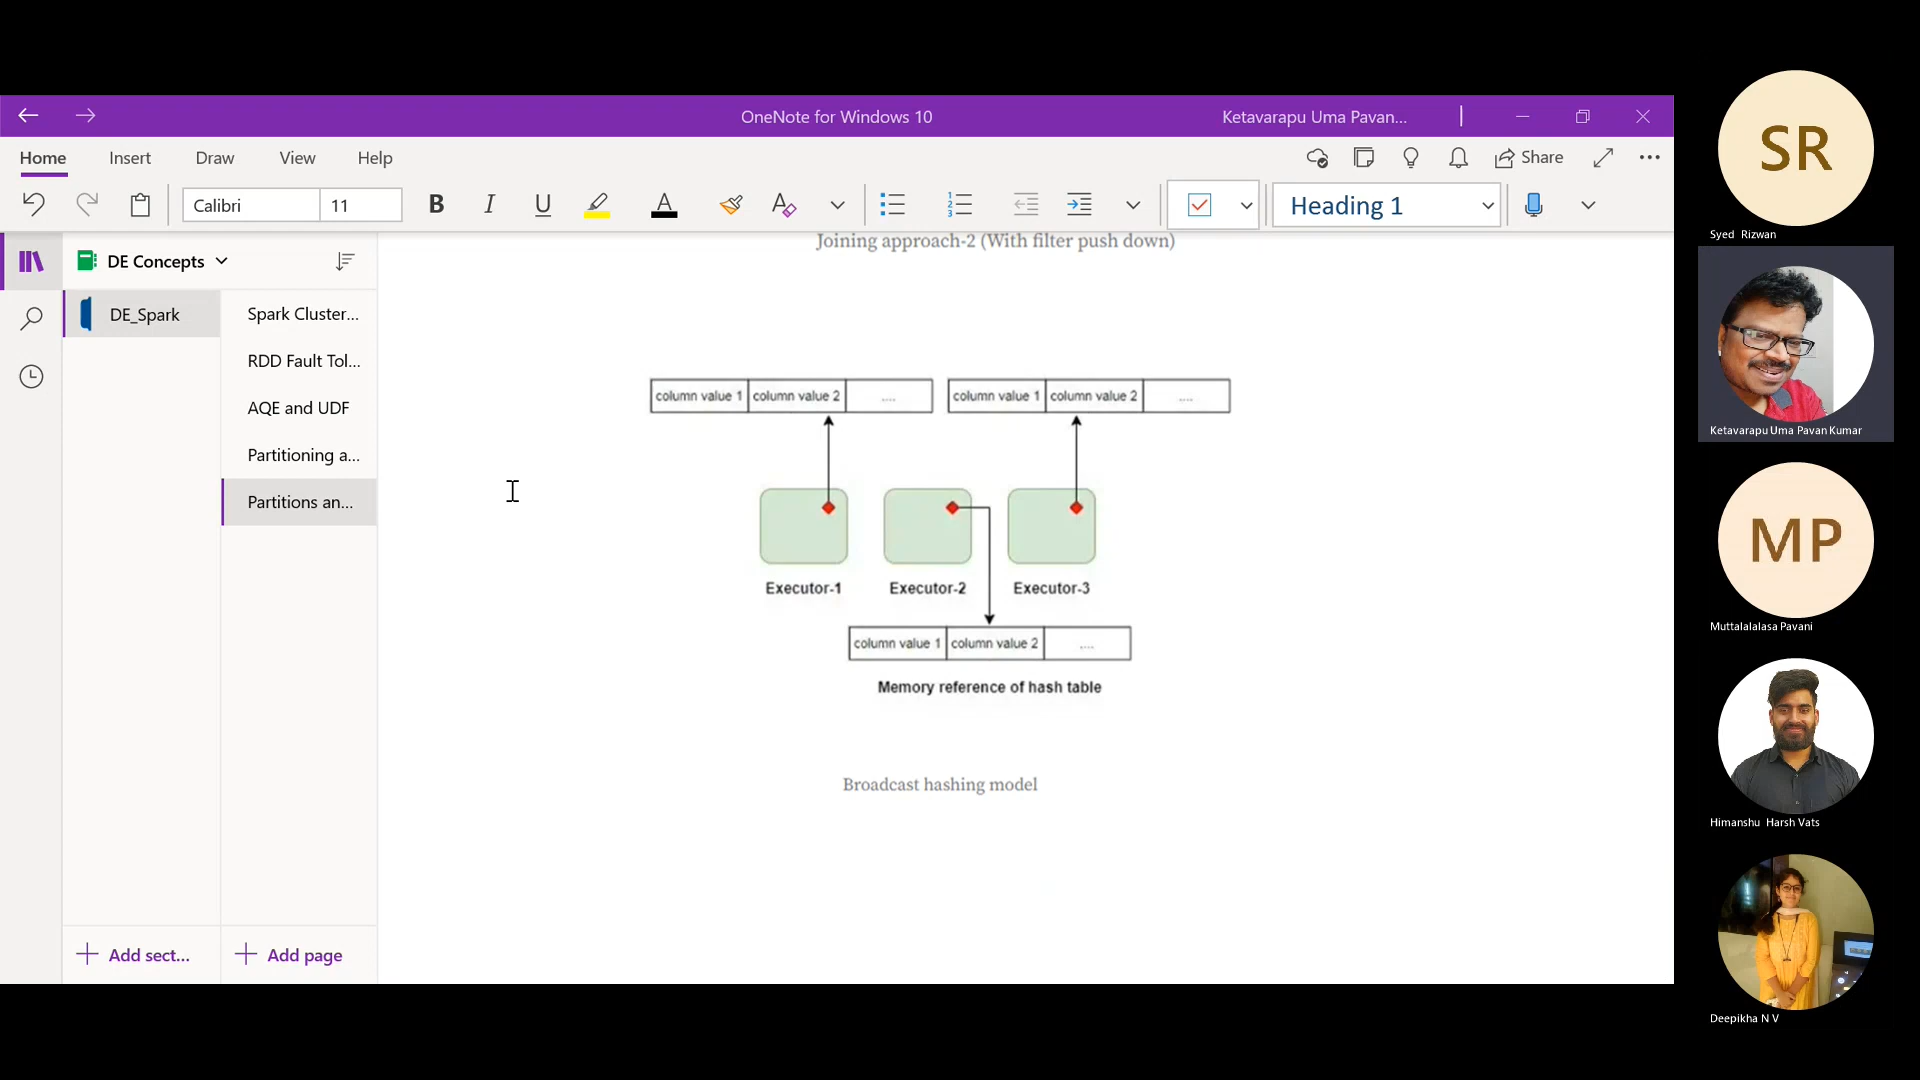 OneNote for Windows 10
Ketavarapu Uma Pavan...
Home Insert Draw View Help
Share
Calibri 11 B I U A A Heading 1
DE Concepts
DE_Spark
Spark Cluster...
RDD Fault Tol...
AQE and UDF
Partitioning a...
Partitions an...
Add sect...
Add page
Joining approach-2 (With filter push down)
column value 1 column value 2 ....
column value 1 column value 2 ....
Executor-1 Executor-2 Executor-3
column value 1 column value 2 ....
Memory reference of hash table
Broadcast hashing model
SR
Syed Rizwan
Ketavarapu Uma Pavan Kumar
MP
Muttalalalasa Pavani
Himanshu Harsh Vats
Deepikha N V